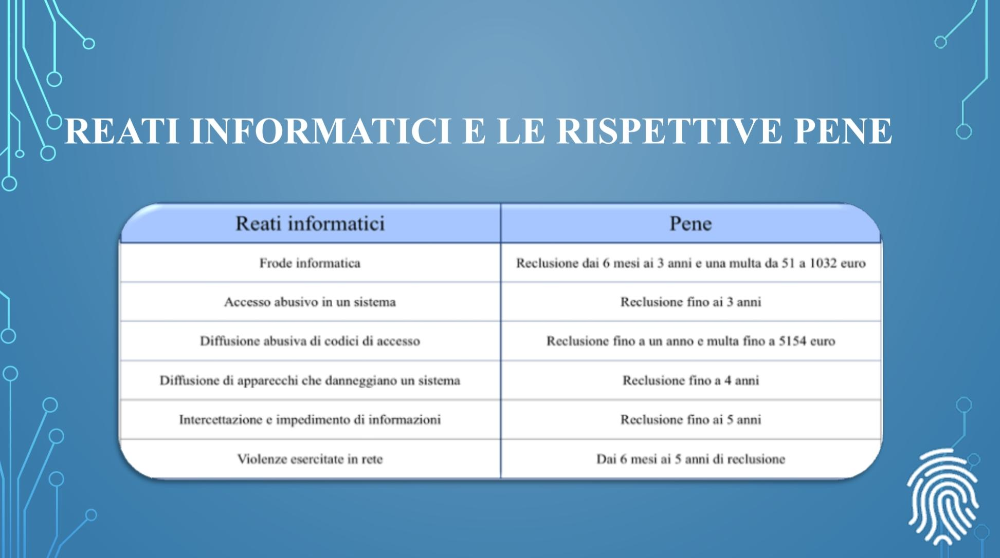 REATI INFORMATICI E LE RISPETTIVE PENE
Reati informatici Pene
Frode informatica Reclusione dai 6 mesi ai 3 anni e una multa da 51 a 1032 euro
Accesso abusivo in un sistema Reclusione fino ai 3 anni
Diffusione abusiva di codici di accesso Reclusione fino a un anno e multa fino a 5154 euro
Diffusione di apparecchi che danneggiano un sistema Reclusione fino a 4 anni
Intercettazione e impedimento di informazioni Reclusione fino ai 5 anni
Violenze esercitate in rete Dai 6 mesi ai 5 anni di reclusione